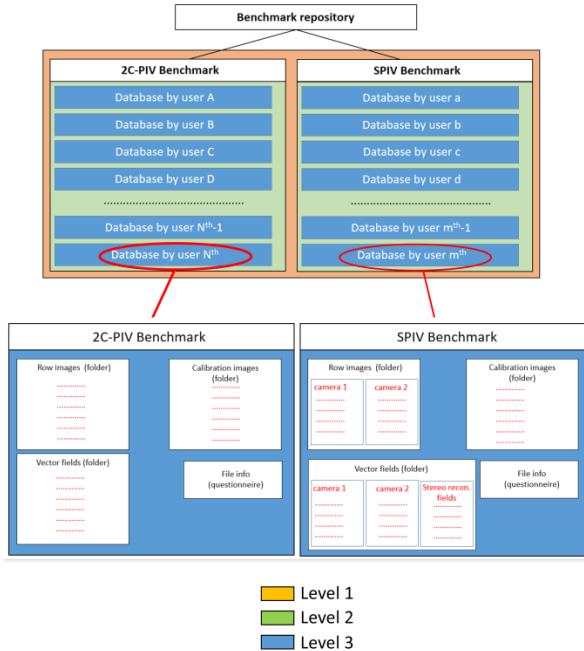 Benchmark repository
2C-PIV Benchmark
Database by user A
Database by user B
Database by user C
Database by user D
Database by user Nth-1
Database by user Nth
SPIV Benchmark
Database by user a
Database by user b
Database by user c
Database by user d
Database by user mth-1
Database by user mth
2C-PIV Benchmark
Row images (folder)
Calibration images
(folder)
Vector fields (folder)
File info
(questionneire)
SPIV Benchmark
Row images (folder)
camera 1
camera 2
Calibration images
(folder)
Vector fields (folder)
camera 1
camera 2
Stereo recon.
fields
File info
(questionneire)
Level 1
Level 2
Level 3